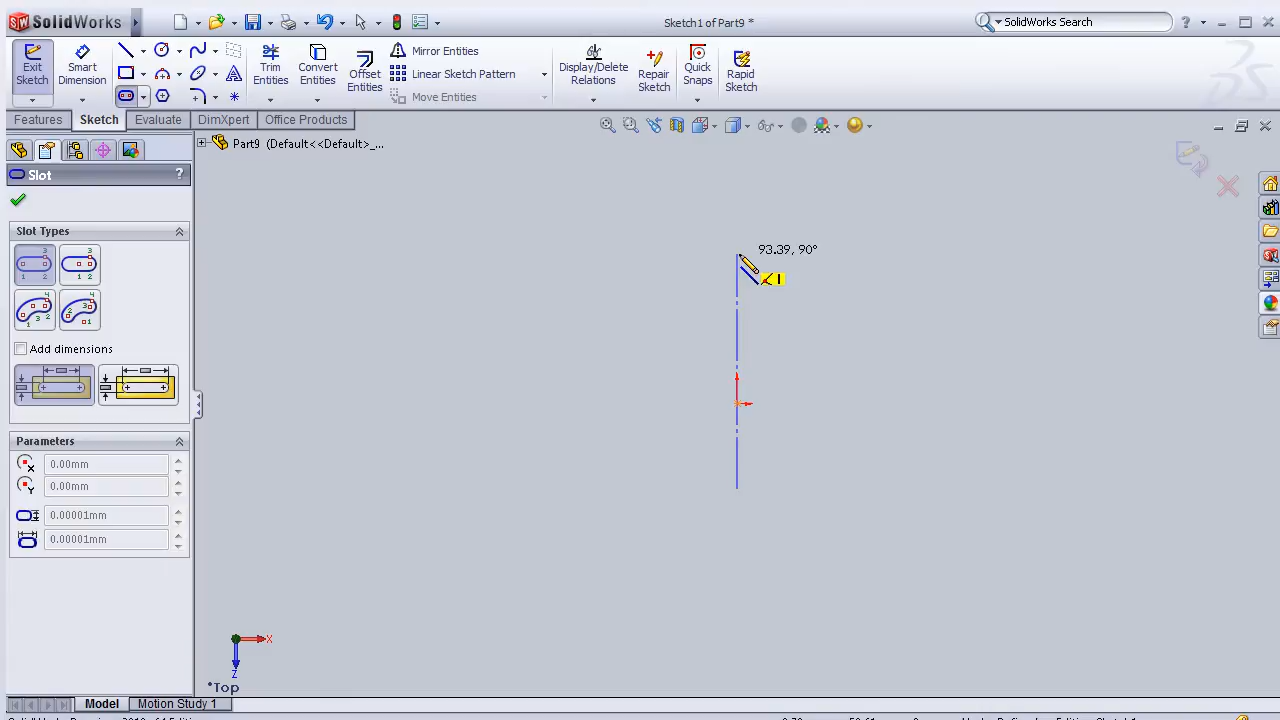 SolidWorks
Sketch1 of Part9 *
SolidWorks Search
Exit Sketch
Smart Dimension
Trim Entities
Convert Entities
Offset Entities
Mirror Entities
Linear Sketch Pattern
Move Entities
Display/Delete Relations
Repair Sketch
Quick Snaps
Rapid Sketch
Features Sketch Evaluate DimXpert Office Products
Part9 (Default<<Default>_...
Slot ?
Slot Types
Add dimensions
Parameters
0.00mm
0.00mm
0.00001mm
0.00001mm
93.39, 90°
X
Z
*Top
Model Motion Study 1